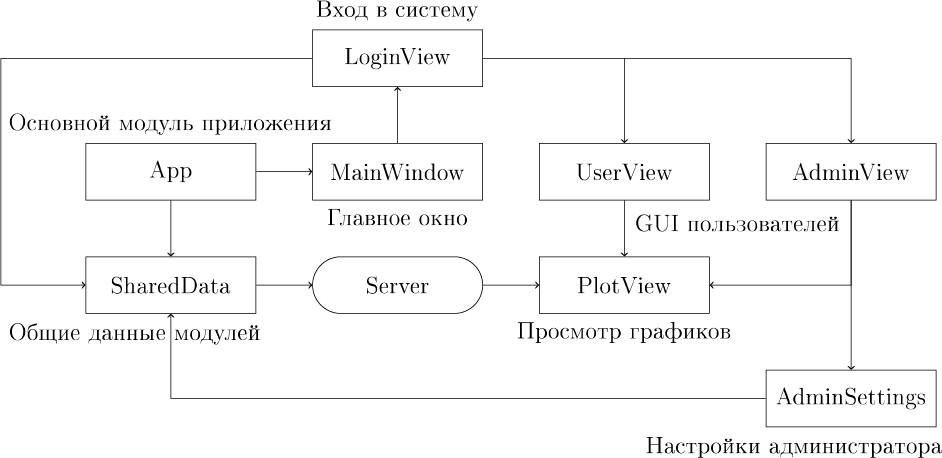 Вход в систему
LoginView
Основной модуль приложения
App
MainWindow
UserView
AdminView
Главное окно
GUI пользователей
SharedData
Server
PlotView
Общие данные модулей
Просмотр графиков
AdminSettings
Настройки администратора